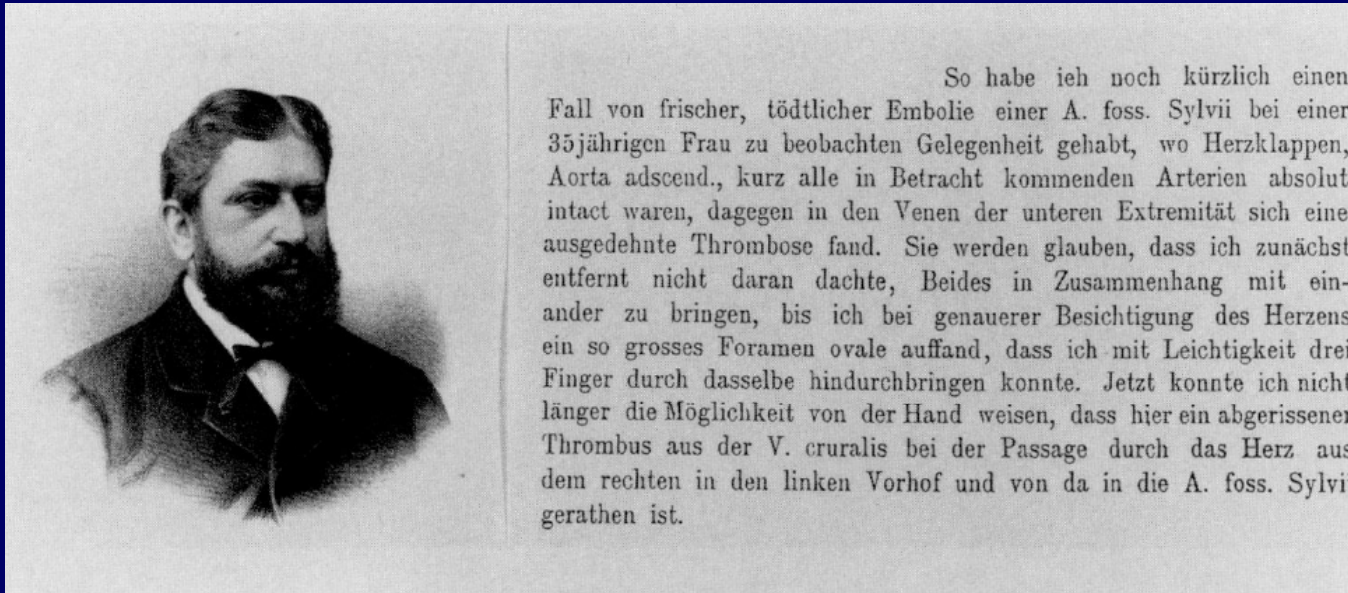 So habe ieh noch kürzlich einen
Fall von frischer, tödtlicher Embolie einer A. foss. Sylvii bei einer
35jährigen Frau zu beobachten Gelegenheit gehabt, wo Herzklappen,
Aorta adscend., kurz alle in Betracht kommenden Arterien absolut
intact waren, dagegen in den Venen der unteren Extremität sich eine
ausgedehnte Thrombose fand. Sie werden glauben, dass ich zunächst
entfernt nicht daran dachte, Beides in Zusammenhang mit ein-
ander zu bringen, bis ich bei genauerer Besichtigung des Herzens
ein so grosses Foramen ovale auffand, dass ich mit Leichtigkeit drei
Finger durch dasselbe hindurchbringen konnte. Jetzt konnte ich nicht
länger die Möglichkeit von der Hand weisen, dass hier ein abgerissener
Thrombus aus der V. cruralis bei der Passage durch das Herz aus
dem rechten in den linken Vorhof und von da in die A. foss. Sylvii
gerathen ist.